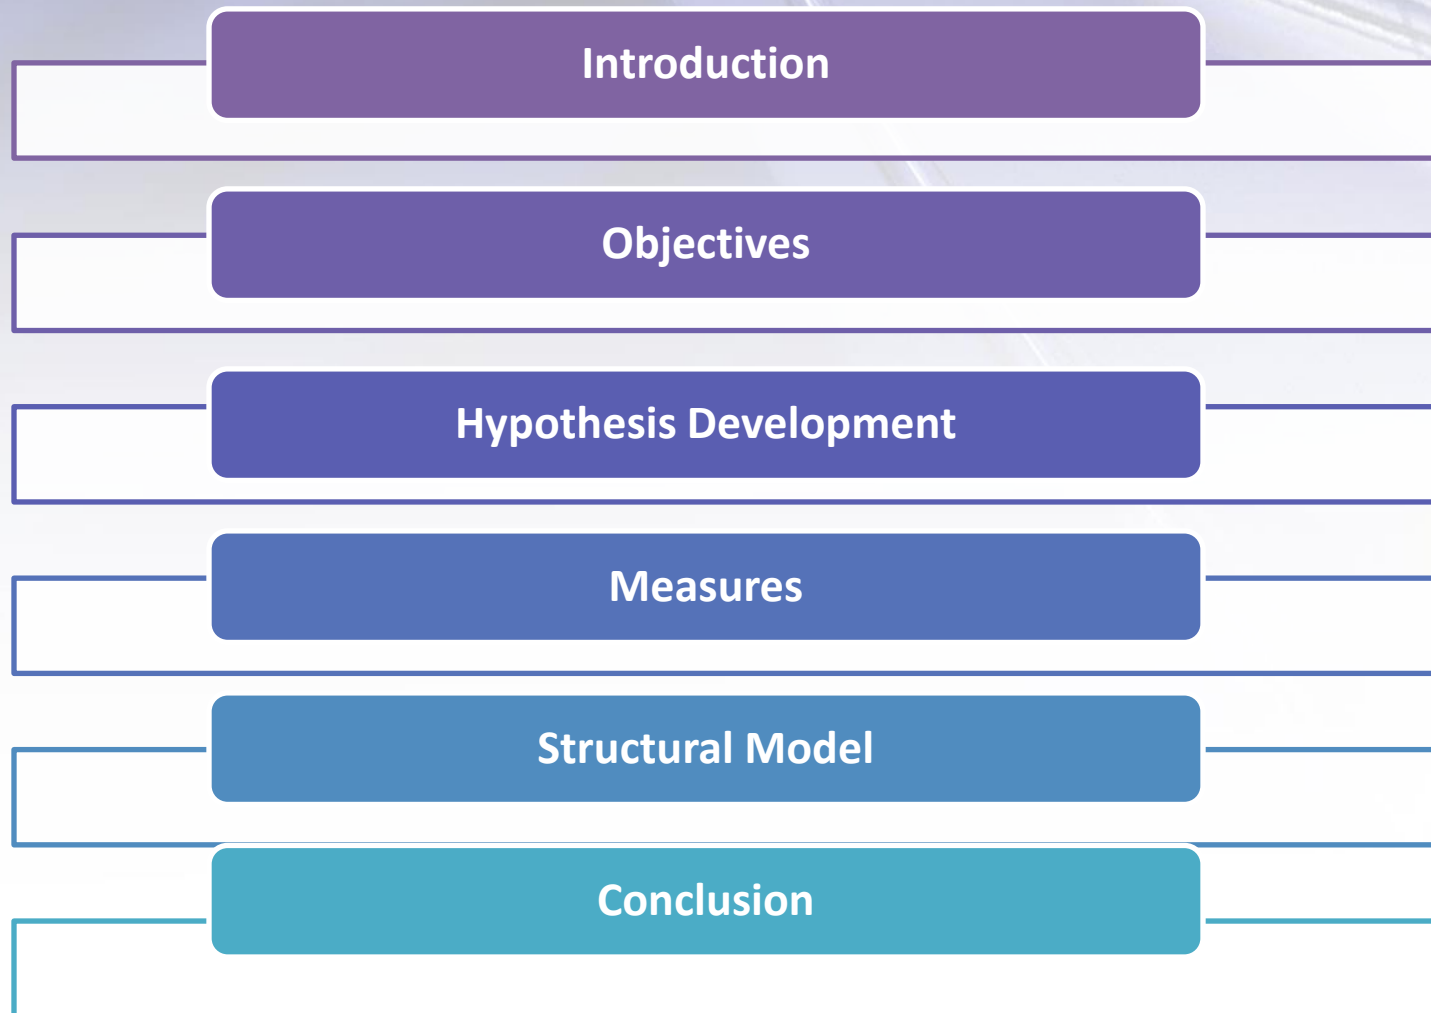 Introduction
Objectives
Hypothesis Development
Measures
Structural Model
Conclusion